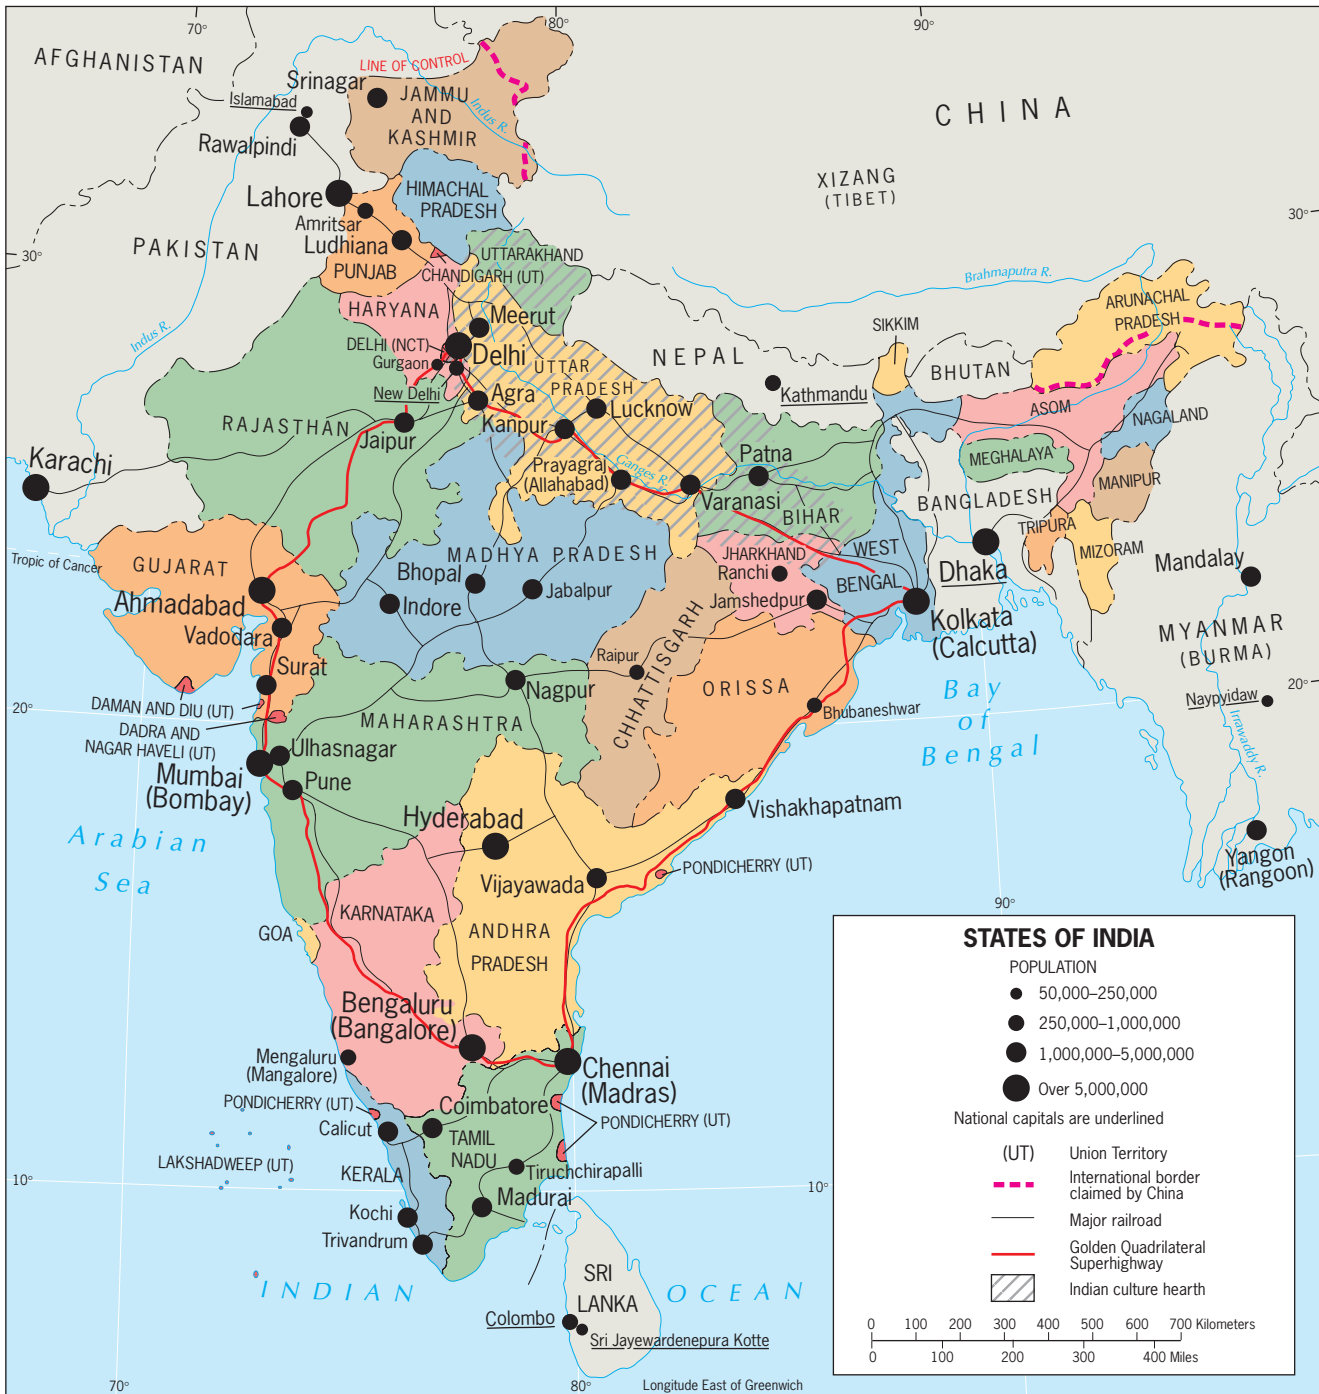 70°
80°
90°
AFGHANISTAN
LINE OF CONTROL
Srinagar
Islamabad
JAMMU
AND
KASHMIR
Indus R.
CHINA
Rawalpindi
XIZANG
(TIBET)
HIMACHAL
PRADESH
Lahore
Amritsar
Ludhiana
30°
PAKISTAN
30°
PUNJAB
UTTARAKHAND
CHANDIGARH (UT)
Brahmaputra R.
ARUNACHAL
PRADESH
HARYANA
Meerut
Indus R.
SIKKIM
DELHI (NCT)
Delhi
Gurgaon
NEPAL
UTTAR
PRADESH
BHUTAN
New Delhi
Agra
Kathmandu
Lucknow
ASOM
NAGALAND
RAJASTHAN
Jaipur
Kanpur
Karachi
Prayagraj
(Allahabad)
Ganges R.
Patna
MEGHALAYA
Varanasi
MANIPUR
BANGLADESH
BIHAR
TRIPURA
Tropic of Cancer
GUJARAT
MADHYA PRADESH
JHARKHAND
WEST
BENGAL
MIZORAM
Mandalay
Bhopal
Ranchi
Dhaka
Ahmadabad
Indore
Jabalpur
Jamshedpur
Kolkata
(Calcutta)
Vadodara
MYANMAR
(BURMA)
Surat
Raipur
CHHATTISGARH
Nagpur
ORISSA
Bay
of
Bengal
20°
Naypyidaw
DAMAN AND DIU (UT)
20°
Bhubaneshwar
MAHARASHTRA
DADRA AND
NAGAR HAVELI (UT)
Irrawaddy R.
Ulhasnagar
Mumbai
(Bombay)
Pune
Vishakhapatnam
Hyderabad
Arabian
Sea
Yangon
(Rangoon)
PONDICHERRY (UT)
Vijayawada
90°
KARNATAKA
GOA
ANDHRA
PRADESH
Bengaluru
(Bangalore)
Mengaluru
(Mangalore)
Chennai
(Madras)
PONDICHERRY (UT)
Coimbatore
PONDICHERRY (UT)
Calicut
TAMIL
NADU
LAKSHADWEEP (UT)
KERALA
Tiruchchirapalli
10°
10°
Madurai
Kochi
Trivandrum
INDIAN
OCEAN
SRI
LANKA
Colombo
Sri Jayewardenepura Kotte
70°
80°
Longitude East of Greenwich
STATES OF INDIA
POPULATION
50,000–250,000
250,000–1,000,000
1,000,000–5,000,000
Over 5,000,000
National capitals are underlined
(UT) Union Territory
International border
claimed by China
Major railroad
Golden Quadrilateral
Superhighway
Indian culture hearth
0 100 200 300 400 500 600 700 Kilometers
0 100 200 300 400 Miles